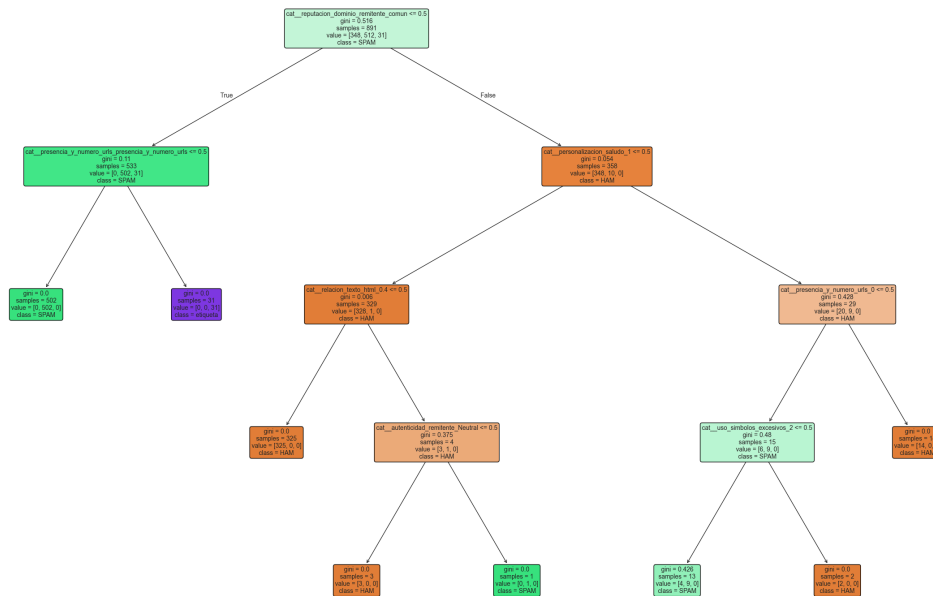 cat__reputacion_dominio_remitente_comun <= 0.5
gini = 0.516
samples = 891
value = [348, 512, 31]
class = SPAM
True
False
cat__presencia_y_numero_urls_presencia_y_numero_urls <= 0.5
gini = 0.11
samples = 533
value = [0, 502, 31]
class = SPAM
cat__personalizacion_saludo_1 <= 0.5
gini = 0.054
samples = 358
value = [348, 10, 0]
class = HAM
gini = 0.0
samples = 502
value = [0, 502, 0]
class = SPAM
gini = 0.0
samples = 31
value = [0, 0, 31]
class = etiqueta
cat__relacion_texto_html_0.4 <= 0.5
gini = 0.006
samples = 329
value = [328, 1, 0]
class = HAM
cat__presencia_y_numero_urls_0 <= 0.5
gini = 0.428
samples = 29
value = [20, 9, 0]
class = HAM
gini = 0.0
samples = 325
value = [325, 0, 0]
class = HAM
cat__autenticidad_remitente_Neutral <= 0.5
gini = 0.375
samples = 4
value = [3, 1, 0]
class = HAM
cat__uso_simbolos_excesivos_2 <= 0.5
gini = 0.48
samples = 15
value = [6, 9, 0]
class = SPAM
gini = 0.0
samples = 1
value = [14, 0,
class = HAM
gini = 0.0
samples = 3
value = [3, 0, 0]
class = HAM
gini = 0.0
samples = 1
value = [0, 1, 0]
class = SPAM
gini = 0.426
samples = 13
value = [4, 9, 0]
class = SPAM
gini = 0.0
samples = 2
value = [2, 0, 0]
class = HAM